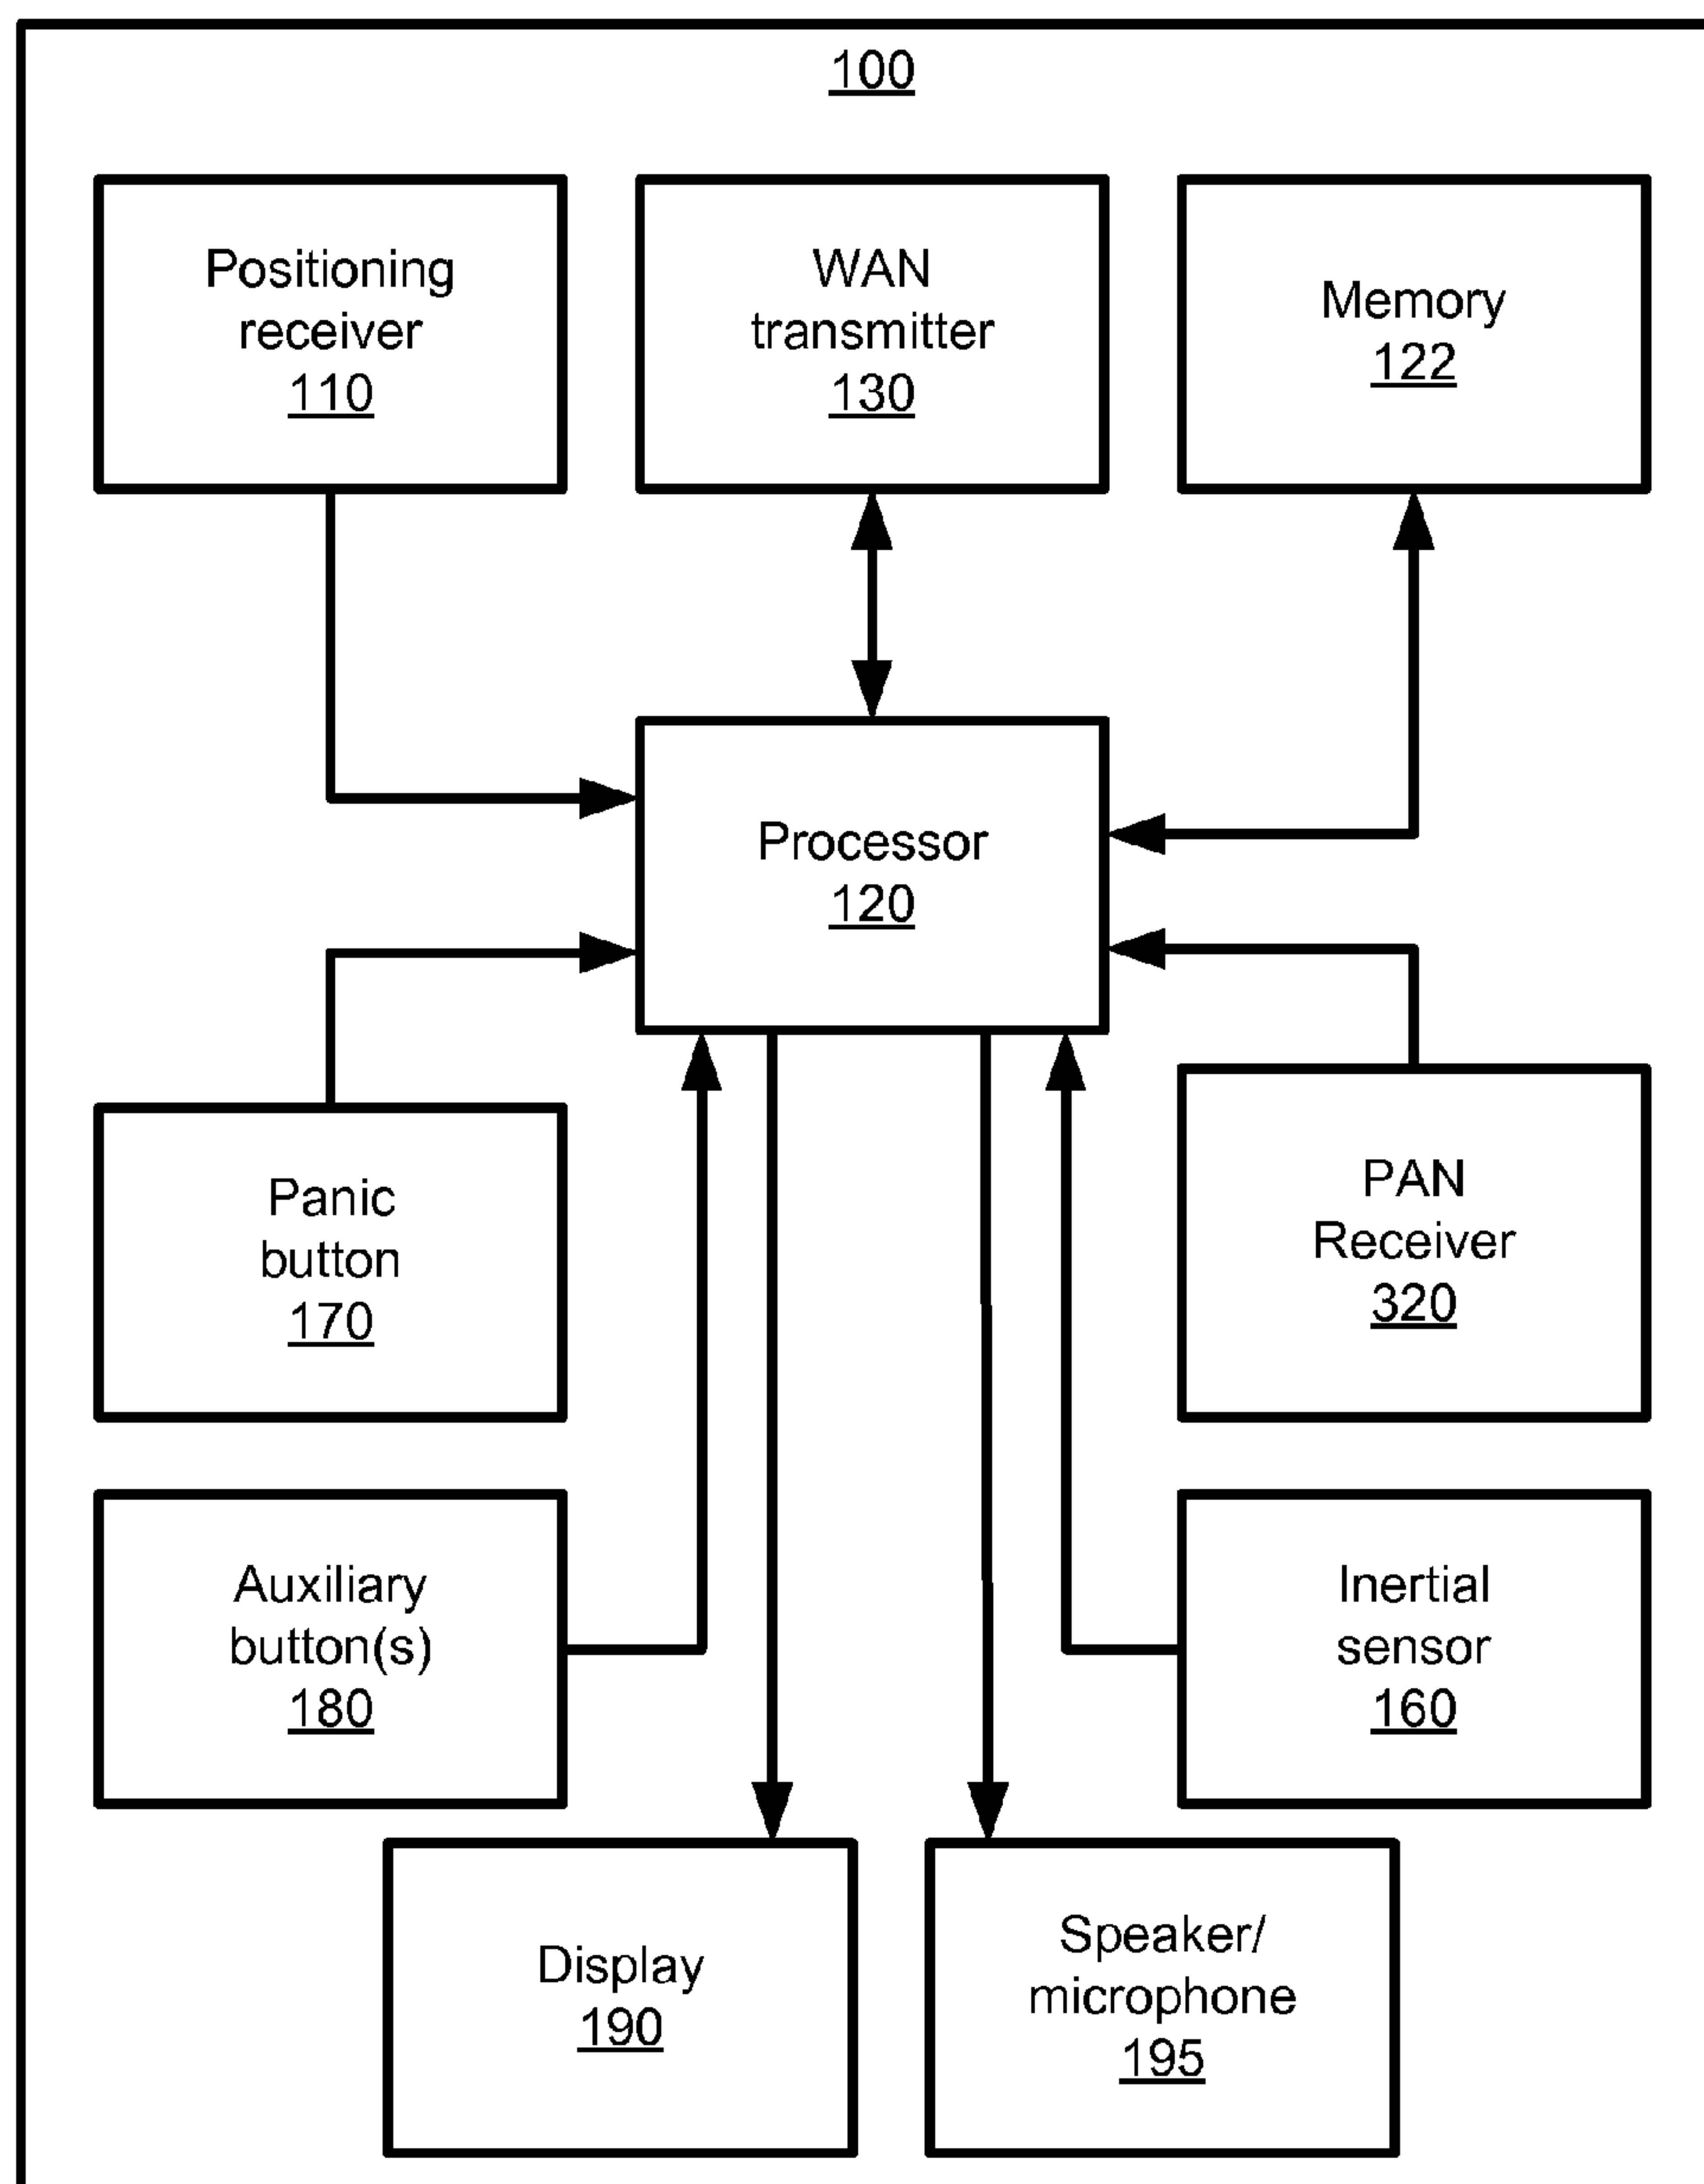 100
Positioning
receiver
110
WAN
transmitter
130
Memory
122
Processor
120
Panic
button
170
PAN
Receiver
320
Auxiliary
button(s)
180
Inertial
sensor
160
Display
190
Speaker/
microphone
195